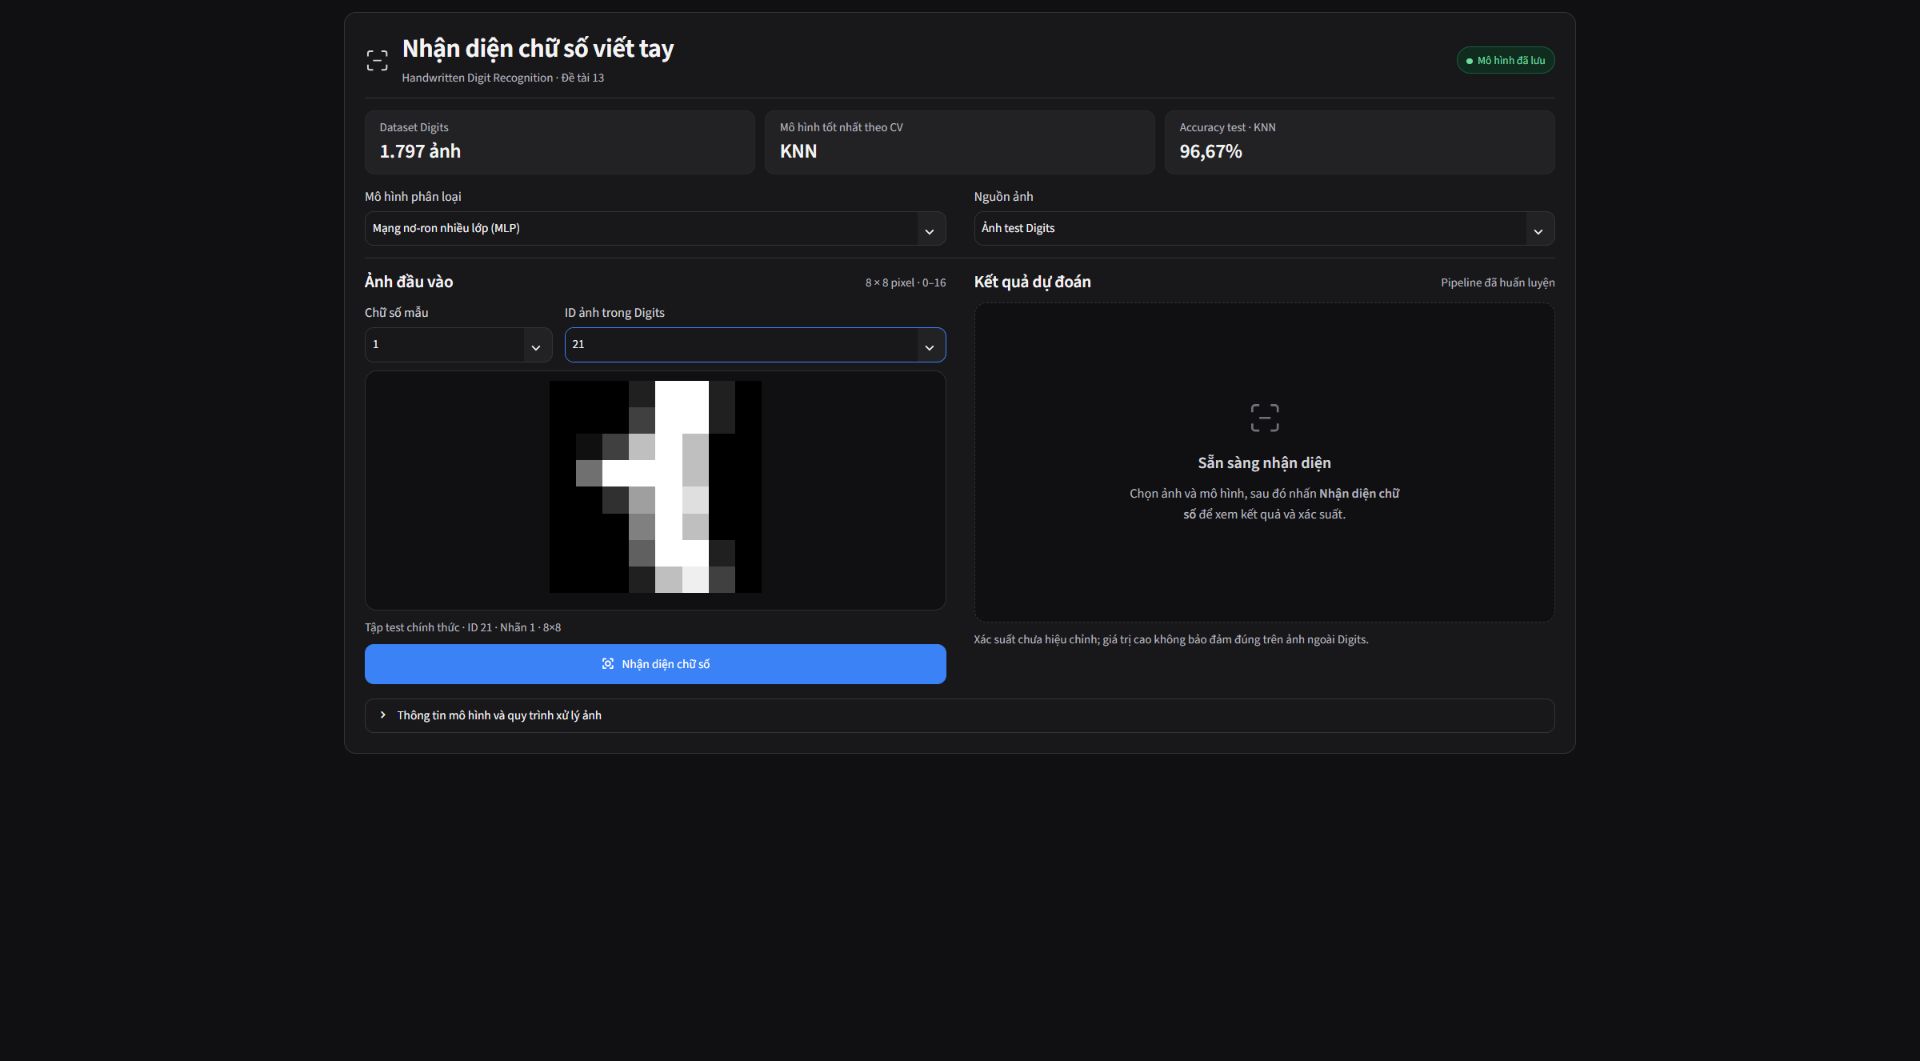 Nhận diện chữ số viết tay
Handwritten Digit Recognition · Đề tài 13
Mô hình đã lưu
Dataset Digits
1.797 ảnh
Mô hình tốt nhất theo CV
KNN
Accuracy test · KNN
96,67%
Mô hình phân loại
Mạng nơ-ron nhiều lớp (MLP)
Nguồn ảnh
Ảnh test Digits
Ảnh đầu vào
8 × 8 pixel · 0–16
Chữ số mẫu
1
ID ảnh trong Digits
21
Tập test chính thức · ID 21 · Nhãn 1 · 8×8
Nhận diện chữ số
Kết quả dự đoán
Pipeline đã huấn luyện
Sẵn sàng nhận diện
Chọn ảnh và mô hình, sau đó nhấn Nhận diện chữ
số để xem kết quả và xác suất.
Xác suất chưa hiệu chỉnh; giá trị cao không bảo đảm đúng trên ảnh ngoài Digits.
Thông tin mô hình và quy trình xử lý ảnh